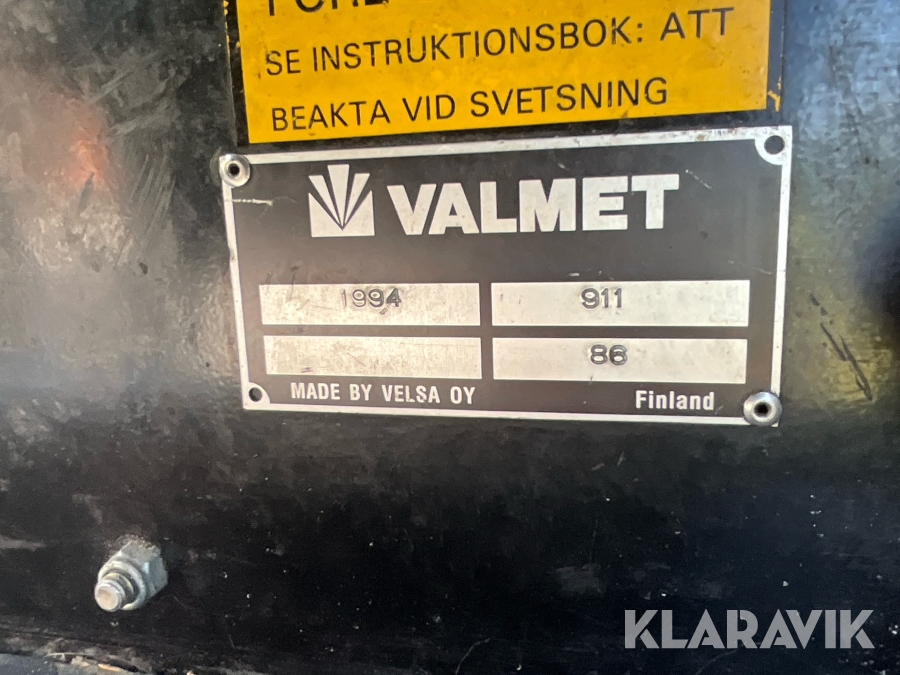 SE INSTRUKTIONSBOK: ATT
BEAKTA VID SVETSNING
VALMET
1994 911
86
MADE BY VELSA OY Finland
KLARAVIK